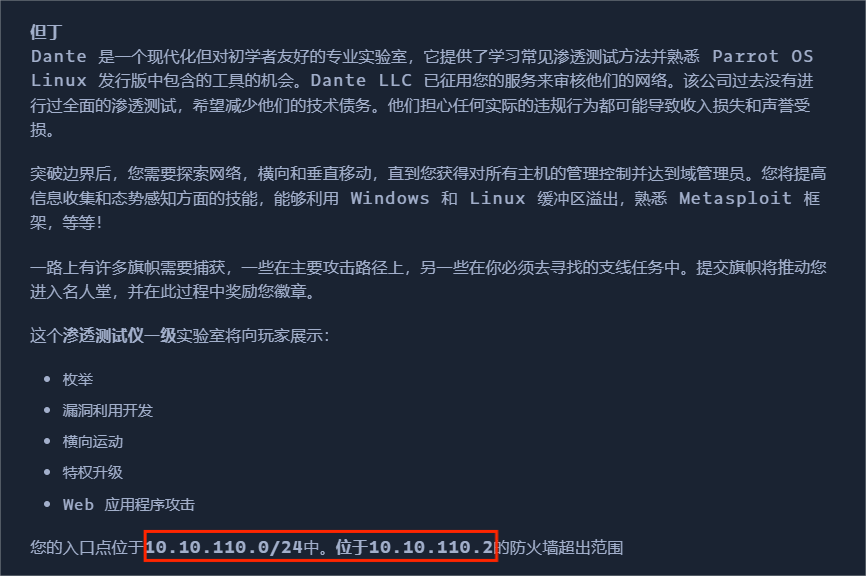 但丁
Dante 是一个现代化但对初学者友好的专业实验室，它提供了学习常见渗透测试方法并熟悉 Parrot OS
Linux 发行版中包含的工具的机会。Dante LLC 已征用您的服务来审核他们的网络。该公司过去没有进
行过全面的渗透测试，希望减少他们的技术债务。他们担心任何实际的违规行为都可能导致收入损失和声誉受
损。
突破边界后，您需要探索网络，横向和垂直移动，直到您获得对所有主机的管理控制并达到域管理员。您将提高
信息收集和态势感知方面的技能，能够利用 Windows 和 Linux 缓冲区溢出，熟悉 Metasploit 框
架，等等！
一路上有许多旗帜需要捕获，一些在主要攻击路径上，另一些在你必须去寻找的支线任务中。提交旗帜将推动您
进入名人堂，并在此过程中奖励您徽章。
这个渗透测试仪一级实验室将向玩家展示：
• 枚举
• 漏洞利用开发
• 横向运动
• 特权升级
• Web 应用程序攻击
您的入口点位于10.10.110.0/24中。位于10.10.110.2的防火墙超出范围